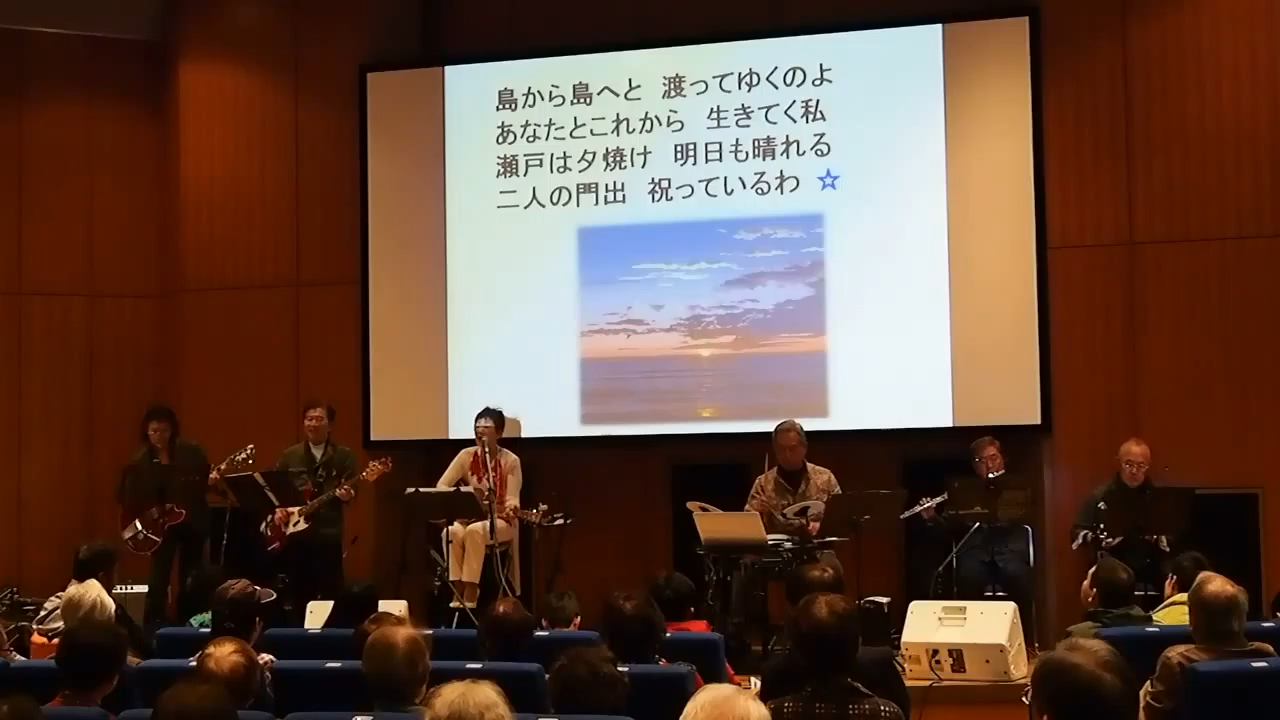 島から島へと 渡ってゆくのよ
あなたとこれから 生きてく私
瀬戸は夕焼け 明日も晴れる
二人の門出 祝っているわ ☆